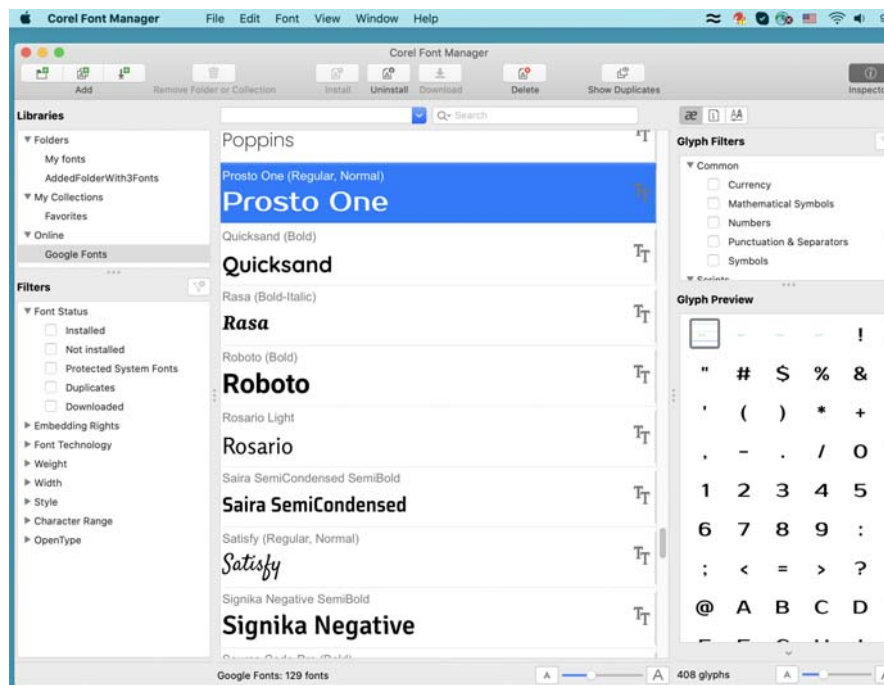 Corel Font Manager File Edit Font View Window Help
Corel Font Manager
Add Remove Folder or Collection Install Uninstall Download Delete Show Duplicates
Libraries
Folders
My fonts
AddedFolderWith3Fonts
My Collections
Favorites
Online
Google Fonts
Filters
Font Status
Installed
Not installed
Protected System Fonts
Duplicates
Downloaded
Embedding Rights
Font Technology
Weight
Width
Style
Character Range
OpenType
Search
Poppins
Prosto One (Regular, Normal)
Prosto One
Quicksand (Bold)
Quicksand
Rasa (Bold-Italic)
Rasa
Roboto (Bold)
Roboto
Rosario Light
Rosario
Saira SemiCondensed SemiBold
Saira SemiCondensed
Satisfy (Regular, Normal)
Satisfy
Signika Negative SemiBold
Signika Negative
Google Fonts: 129 fonts
A A
æ i AA
Glyph Filters
Common
Currency
Mathematical Symbols
Numbers
Punctuation & Separators
Symbols
Scripts
Glyph Preview
!
" # $ % &
' ( ) * +
, - . / 0
1 2 3 4 5
6 7 8 9 :
; < = > ?
@ A B C D
408 glyphs A